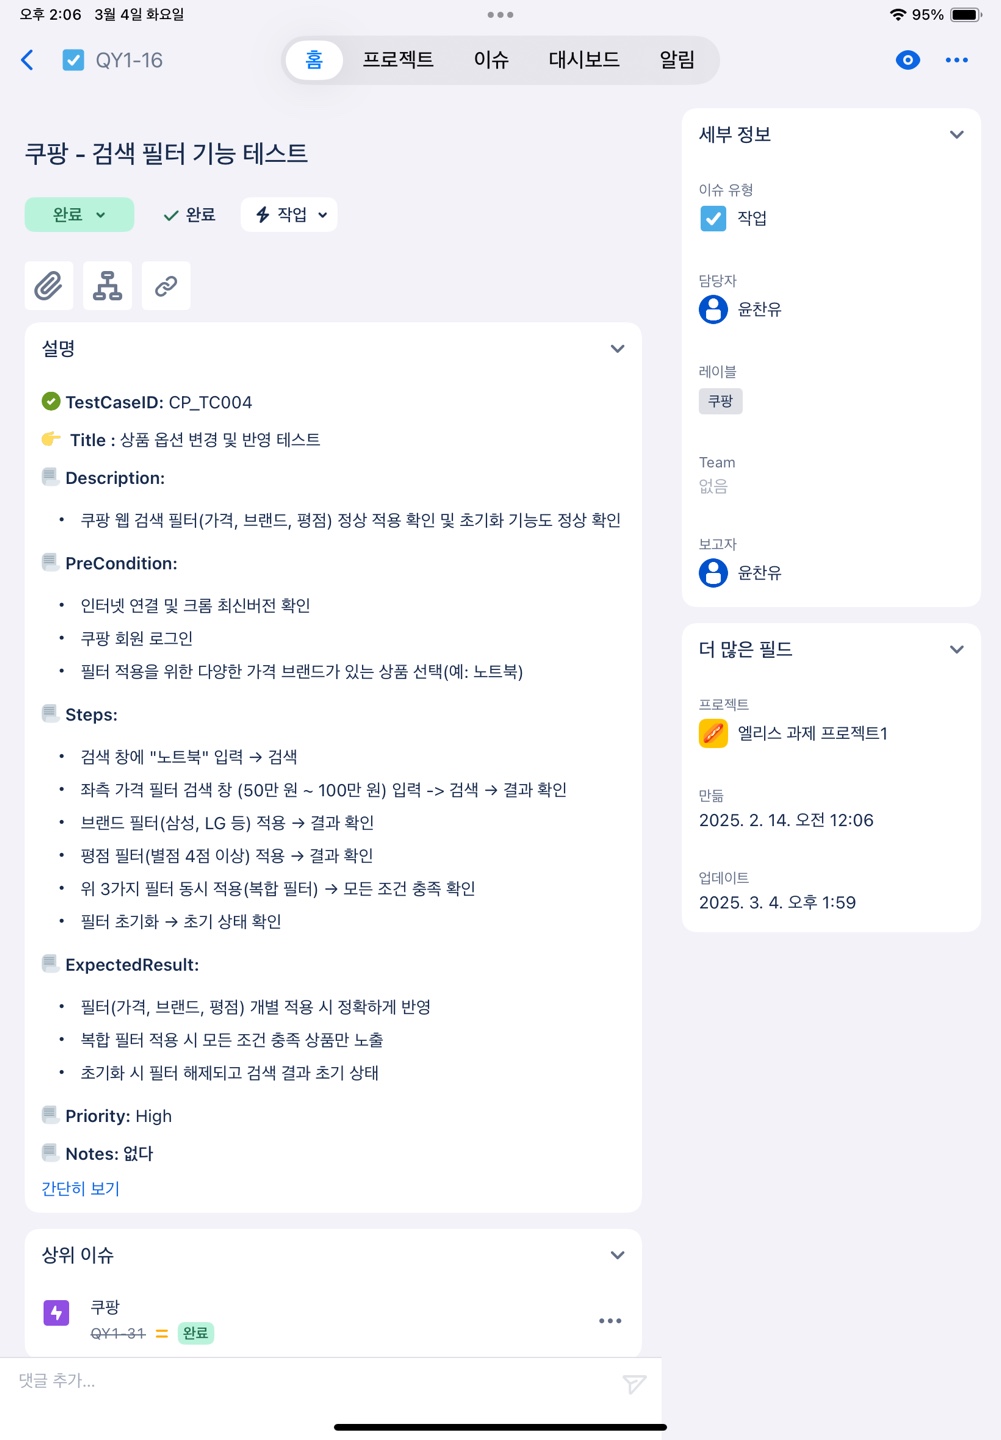 오후 2:06 3월 4일 화요일
95%
QY1-16
홈 프로젝트 이슈 대시보드 알림
쿠팡 - 검색 필터 기능 테스트
완료
완료
작업
설명
TestCaseID: CP_TC004
Title : 상품 옵션 변경 및 반영 테스트
Description:
• 쿠팡 웹 검색 필터(가격, 브랜드, 평점) 정상 적용 확인 및 초기화 기능도 정상 확인
PreCondition:
• 인터넷 연결 및 크롬 최신버전 확인
• 쿠팡 회원 로그인
• 필터 적용을 위한 다양한 가격 브랜드가 있는 상품 선택(예: 노트북)
Steps:
• 검색 창에 "노트북" 입력 → 검색
• 좌측 가격 필터 검색 창 (50만 원 ~ 100만 원) 입력 -> 검색 → 결과 확인
• 브랜드 필터(삼성, LG 등) 적용 → 결과 확인
• 평점 필터(별점 4점 이상) 적용 → 결과 확인
• 위 3가지 필터 동시 적용(복합 필터) → 모든 조건 충족 확인
• 필터 초기화 → 초기 상태 확인
ExpectedResult:
• 필터(가격, 브랜드, 평점) 개별 적용 시 정확하게 반영
• 복합 필터 적용 시 모든 조건 충족 상품만 노출
• 초기화 시 필터 해제되고 검색 결과 초기 상태
Priority: High
Notes: 없다
간단히 보기
상위 이슈
쿠팡
QY1-31 완료
댓글 추가...
세부 정보
이슈 유형
작업
담당자
윤찬유
레이블
쿠팡
Team
없음
보고자
윤찬유
더 많은 필드
프로젝트
엘리스 과제 프로젝트1
만듦
2025. 2. 14. 오전 12:06
업데이트
2025. 3. 4. 오후 1:59